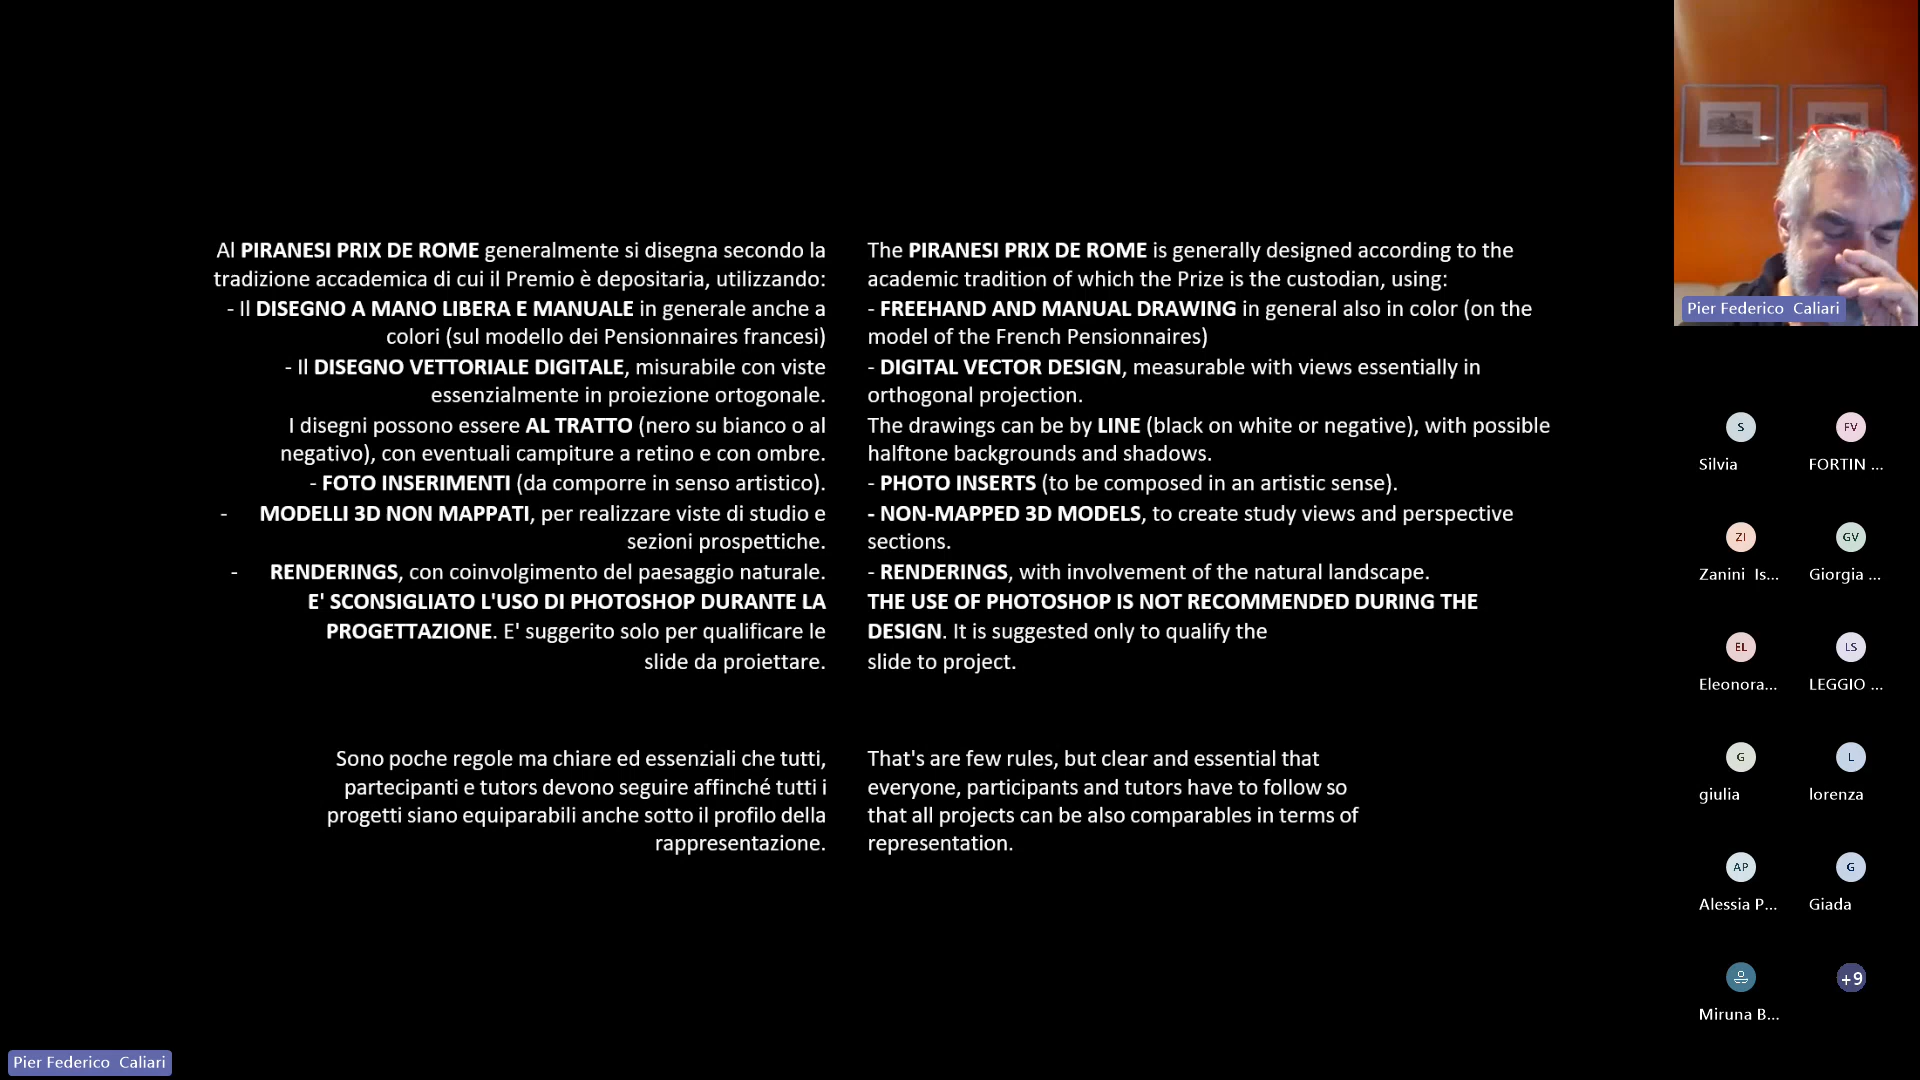 Al PIRANESI PRIX DE ROME generalmente si disegna secondo la
tradizione accademica di cui il Premio è depositaria, utilizzando:
- Il DISEGNO A MANO LIBERA E MANUALE in generale anche a
colori (sul modello dei Pensionnaires francesi)
- Il DISEGNO VETTORIALE DIGITALE, misurabile con viste
essenzialmente in proiezione ortogonale.
I disegni possono essere AL TRATTO (nero su bianco o al
negativo), con eventuali campiture a retino e con ombre.
- FOTO INSERIMENTI (da comporre in senso artistico).
- MODELLI 3D NON MAPPATI, per realizzare viste di studio e
sezioni prospettiche.
- RENDERINGS, con coinvolgimento del paesaggio naturale.
E' SCONSIGLIATO L'USO DI PHOTOSHOP DURANTE LA
PROGETTAZIONE. E' suggerito solo per qualificare le
slide da proiettare.
Sono poche regole ma chiare ed essenziali che tutti,
partecipanti e tutors devono seguire affinché tutti i
progetti siano equiparabili anche sotto il profilo della
rappresentazione.
The PIRANESI PRIX DE ROME is generally designed according to the
academic tradition of which the Prize is the custodian, using:
- FREEHAND AND MANUAL DRAWING in general also in color (on the
model of the French Pensionnaires)
- DIGITAL VECTOR DESIGN, measurable with views essentially in
orthogonal projection.
The drawings can be by LINE (black on white or negative), with possible
halftone backgrounds and shadows.
- PHOTO INSERTS (to be composed in an artistic sense).
- NON-MAPPED 3D MODELS, to create study views and perspective
sections.
- RENDERINGS, with involvement of the natural landscape.
THE USE OF PHOTOSHOP IS NOT RECOMMENDED DURING THE
DESIGN. It is suggested only to qualify the
slide to project.
That's are few rules, but clear and essential that
everyone, participants and tutors have to follow so
that all projects can be also comparables in terms of
representation.
Pier Federico Caliari
S
Silvia
FV
FORTIN ...
ZI
Zanini Is...
GV
Giorgia ...
EL
Eleonora...
LS
LEGGIO ...
G
giulia
L
lorenza
AP
Alessia P...
G
Giada
Miruna B...
+9
Pier Federico Caliari